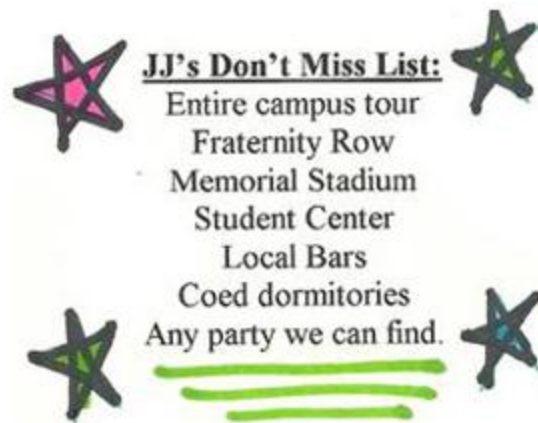 JJ's Don't Miss List:
Entire campus tour
Fraternity Row
Memorial Stadium
Student Center
Local Bars
Coed dormitories
Any party we can find.